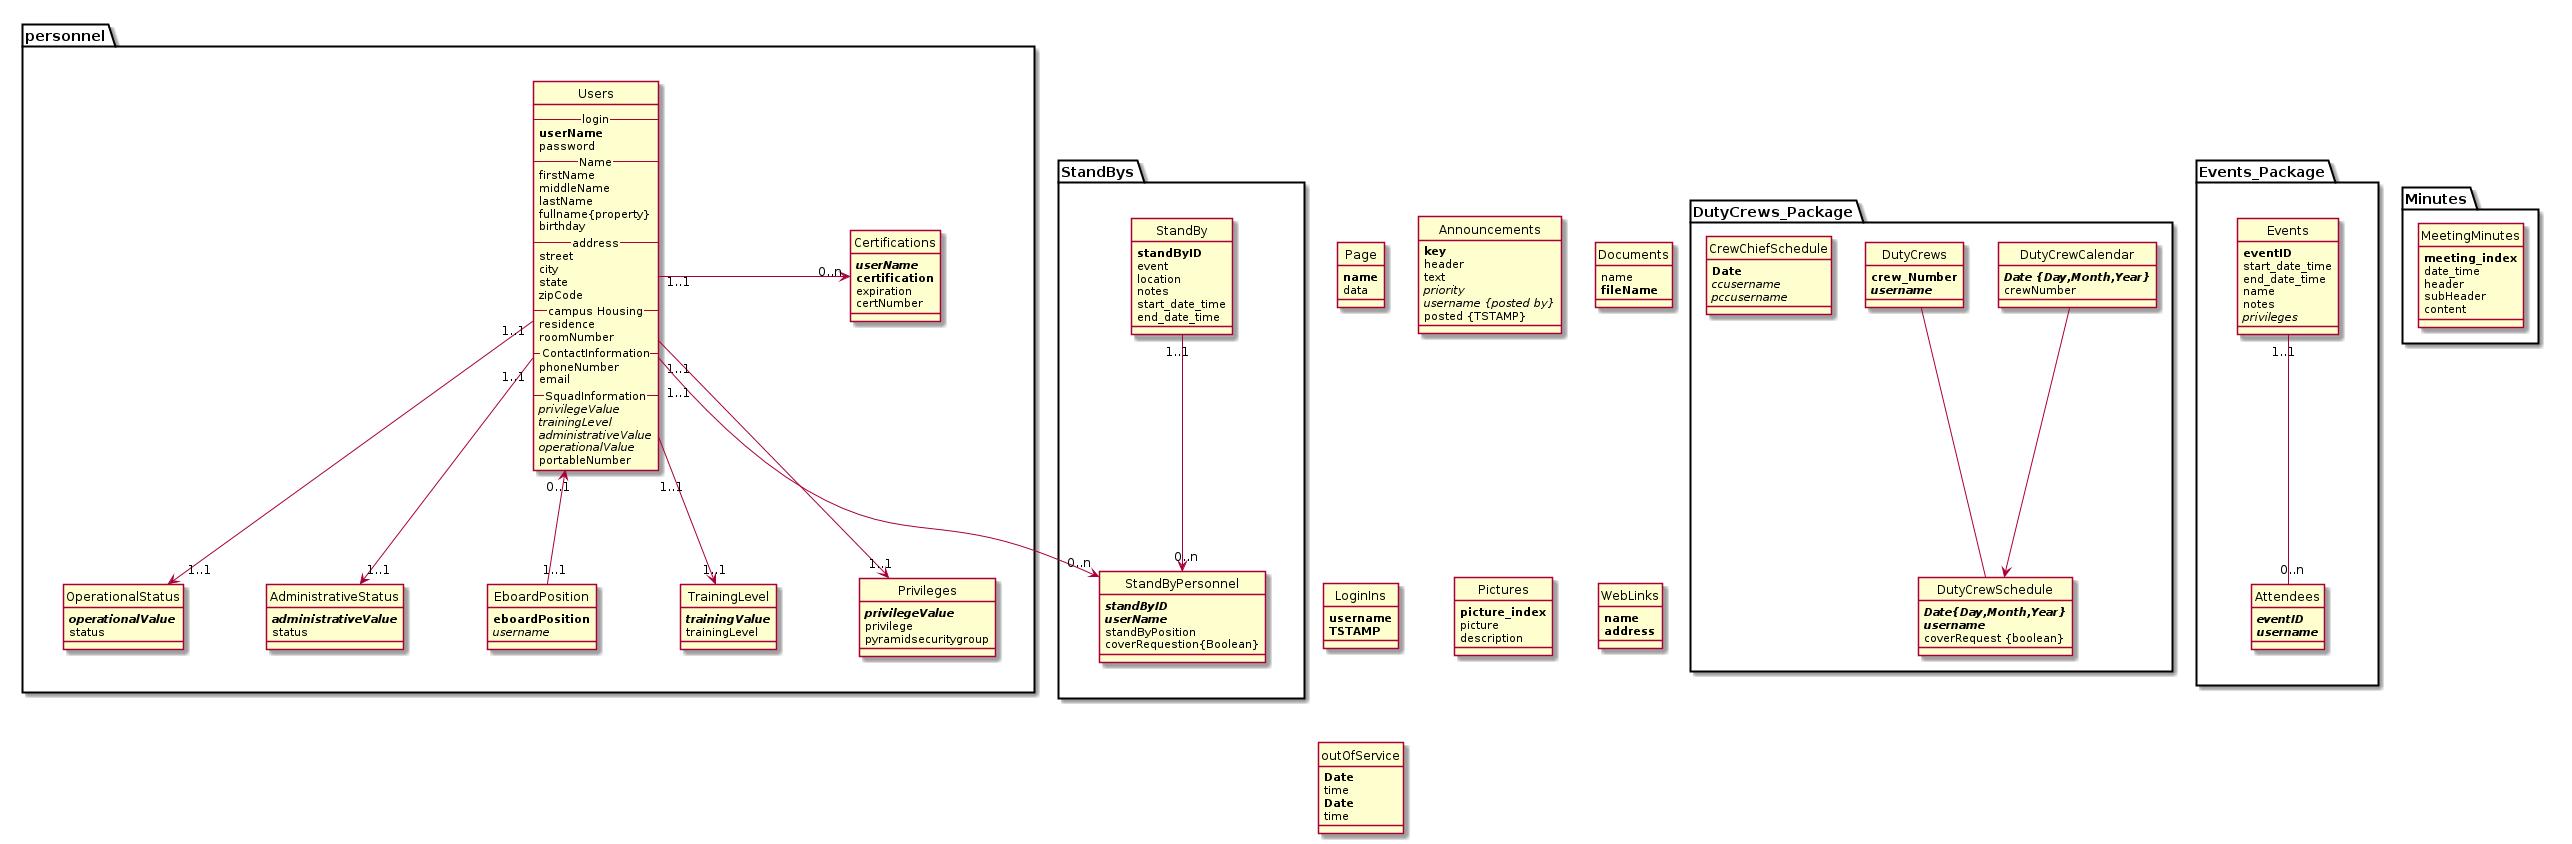 personnel
Users
login
userName
password
Name
firstName
middleName
lastName
fullname{property}
birthday
address
street
city
state
zipCode
campus Housing
residence
roomNumber
ContactInformation
phoneNumber
email
SquadInformation
privilegeValue
trainingLevel
administrativeValue
operationalValue
portableNumber
Certifications
userName
certification
expiration
certNumber
1..1
0..n
1..1
1..1
1..1
1..1
0..1
1..1
1..1
1..1
1..1
1..1
1..1
0..n
OperationalStatus
operationalValue
status
AdministrativeStatus
administrativeValue
status
EboardPosition
eboardPosition
username
TrainingLevel
trainingValue
trainingLevel
Privileges
privilegeValue
privilege
pyramidsecuritygroup
StandBys
StandBy
standByID
event
location
notes
start_date_time
end_date_time
1..1
0..n
StandByPersonnel
standByID
userName
standByPosition
coverRequestion{Boolean}
Page
name
data
Announcements
key
header
text
priority
username {posted by}
posted {TSTAMP}
Documents
name
fileName
LoginIns
username
TSTAMP
Pictures
picture_index
picture
description
WebLinks
name
address
outOfService
Date
time
Date
time
DutyCrews_Package
CrewChiefSchedule
Date
ccusername
pccusername
DutyCrews
crew_Number
username
DutyCrewCalendar
Date {Day,Month,Year}
crewNumber
DutyCrewSchedule
Date{Day,Month,Year}
username
coverRequest {boolean}
Events_Package
Events
eventID
start_date_time
end_date_time
name
notes
privileges
1..1
0..n
Attendees
eventID
username
Minutes
MeetingMinutes
meeting_index
date_time
header
subHeader
content